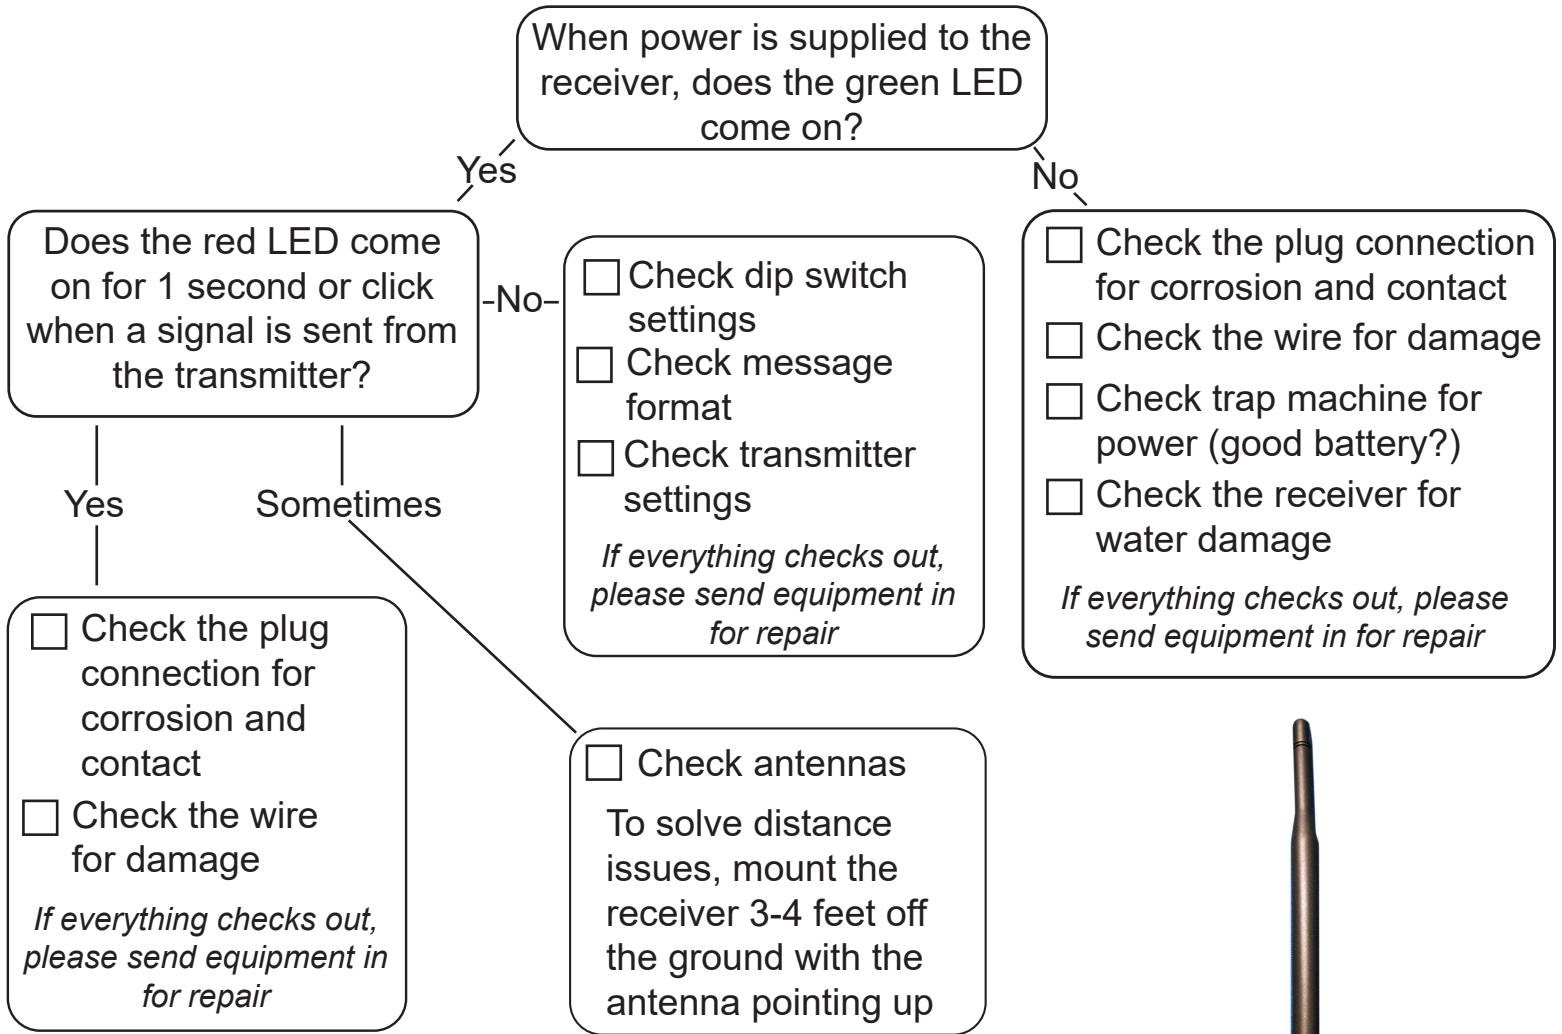 When power is supplied to the
receiver, does the green LED
come on?
Yes
No
Does the red LED come
on for 1 second or click
when a signal is sent from
the transmitter?
-No-
Check dip switch
settings
Check message
format
Check transmitter
settings
If everything checks out,
please send equipment in
for repair
Check the plug connection
for corrosion and contact
Check the wire for damage
Check trap machine for
power (good battery?)
Check the receiver for
water damage
If everything checks out, please
send equipment in for repair
Yes
Sometimes
Check the plug
connection for
corrosion and
contact
Check the wire
for damage
If everything checks out,
please send equipment in
for repair
Check antennas
To solve distance
issues, mount the
receiver 3-4 feet off
the ground with the
antenna pointing up